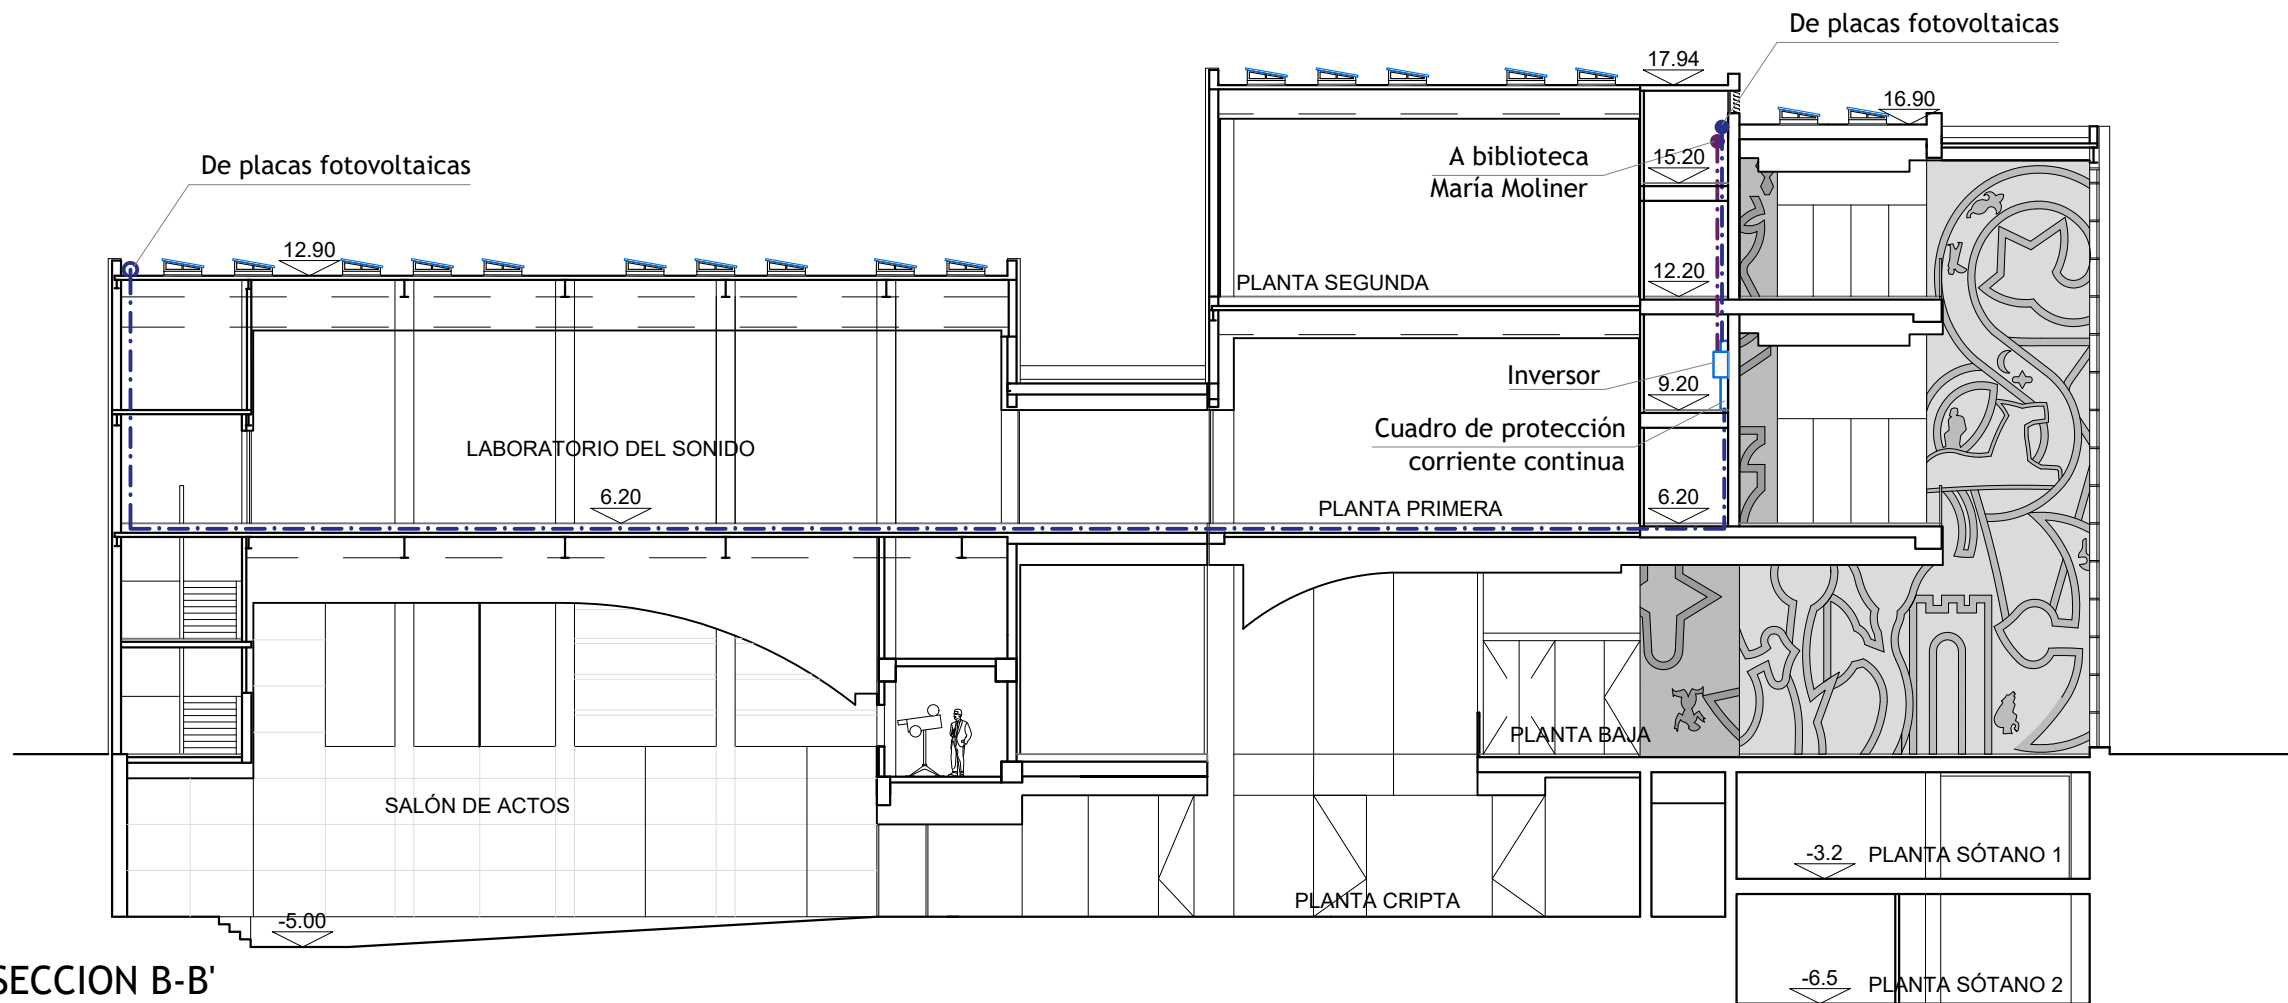 De placas fotovoltaicas
17.94
16.90
De placas fotovoltaicas
A biblioteca
María Moliner
15.20
12.90
12.20
PLANTA SEGUNDA
Inversor
9.20
Cuadro de protección
corriente continua
LABORATORIO DEL SONIDO
6.20
PLANTA PRIMERA
6.20
PLANTA BAJA
SALÓN DE ACTOS
-3.2
PLANTA SÓTANO 1
PLANTA CRIPTA
-5.00
SECCION B-B'
-6.5
PLANTA SÓTANO 2